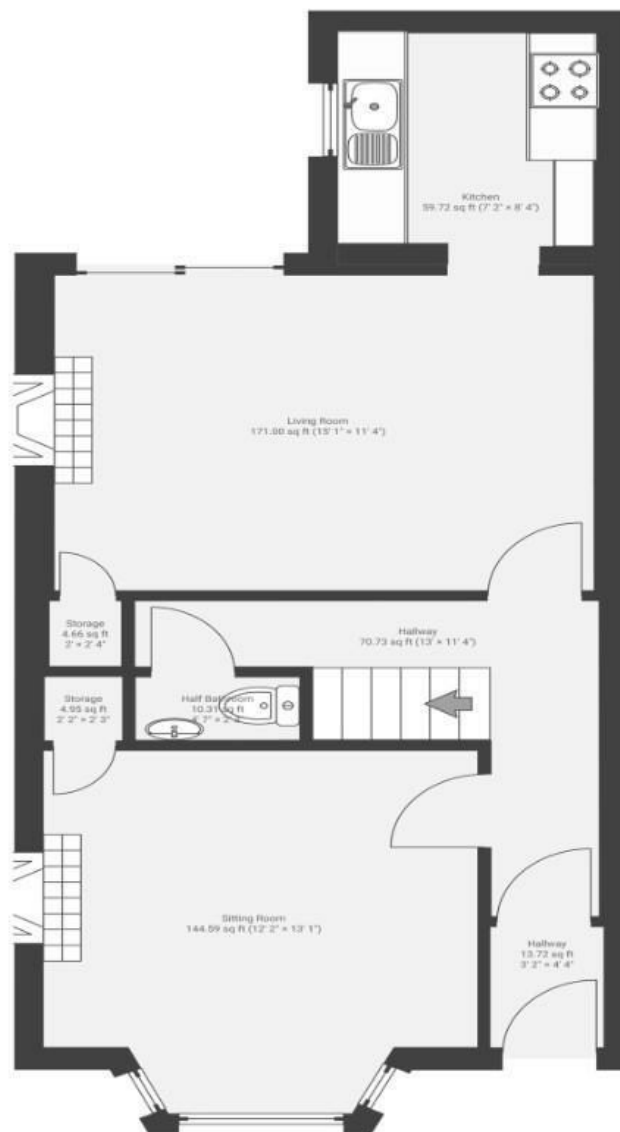 Kitchen
59.72 sq ft (7' 2" × 8' 4")
Living Room
171.00 sq ft (15' 1" × 11' 4")
Storage
4.66 sq ft
2' × 2' 4"
Hallway
70.73 sq ft (13' × 11' 4")
Storage
4.95 sq ft
2' 2" × 2' 3"
Half Bathroom
10.31 sq ft
Sitting Room
144.59 sq ft (12' 2" × 13' 1")
Hallway
13.72 sq ft
3' 2" × 4' 4"